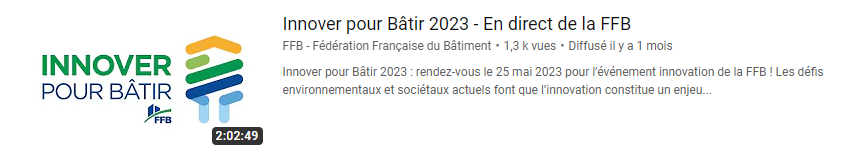 INNOVER
POUR BÂTIR
FFB
2:02:49
Innover pour Bâtir 2023 - En direct de la FFB
FFB - Fédération Française du Bâtiment • 1,3 k vues • Diffusé il y a 1 mois
Innover pour Bâtir 2023 : rendez-vous le 25 mai 2023 pour l'événement innovation de la FFB ! Les défis
environnementaux et sociétaux actuels font que l'innovation constitue un enjeu...